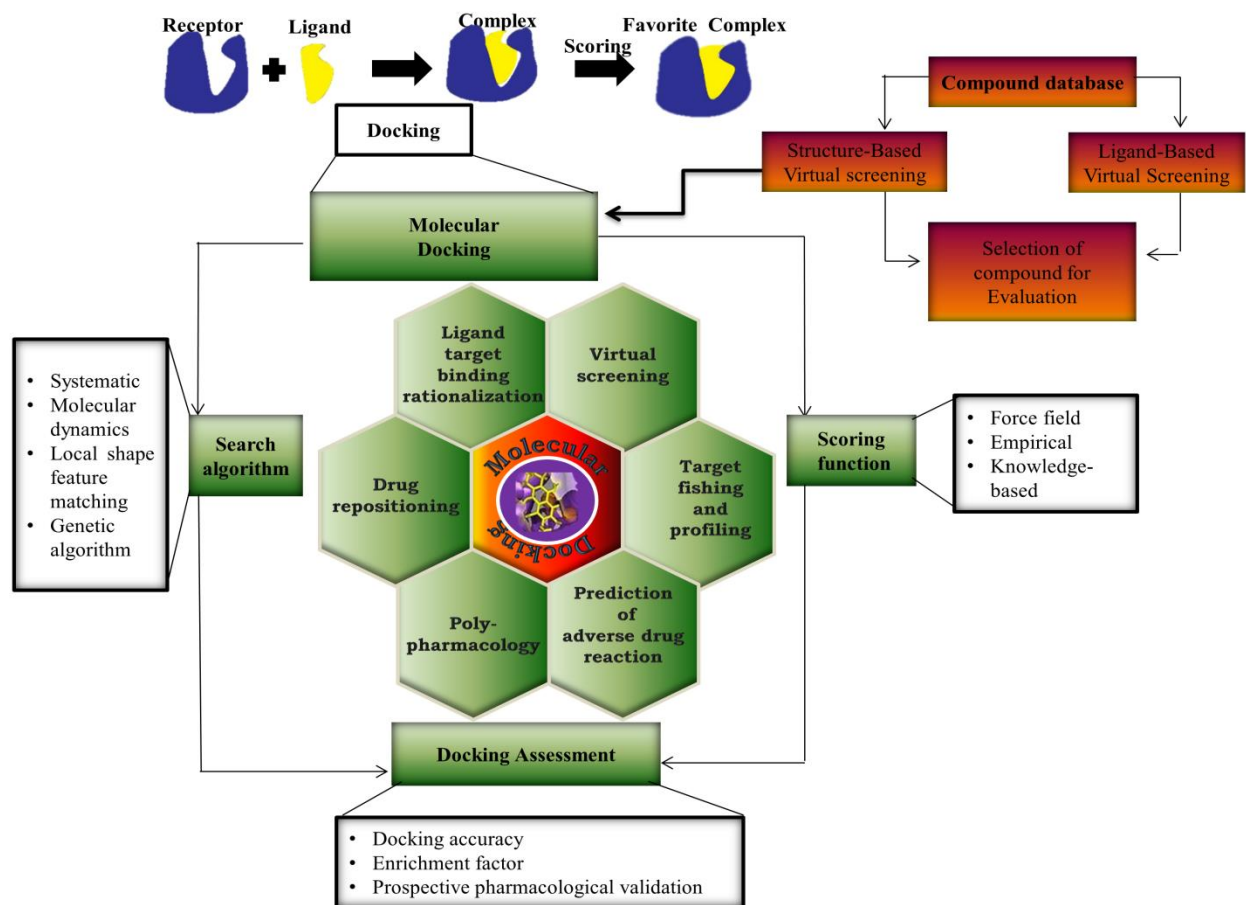 Receptor
Ligand
Complex
Scoring
Favorite Complex
Docking
Compound database
Structure-Based
Virtual screening
Ligand-Based
Virtual Screening
Selection of
compound for
Evaluation
Molecular
Docking
• Systematic
• Molecular
dynamics
• Local shape
feature
matching
• Genetic
algorithm
Search
algorithm
Ligand
target
binding
rationalization
Virtual
screening
Drug
repositioning
Molecular
Docking
Target
fishing
and
profiling
Poly-
pharmacology
Prediction
of
adverse drug
reaction
Scoring
function
• Force field
• Empirical
• Knowledge-
based
Docking Assessment
• Docking accuracy
• Enrichment factor
• Prospective pharmacological validation